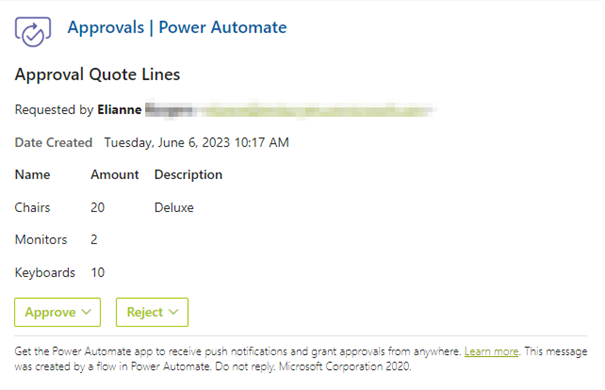 Approvals | Power Automate
Approval Quote Lines
Requested by Elianne
Date Created Tuesday, June 6, 2023 10:17 AM
Name Amount Description
Chairs 20 Deluxe
Monitors 2
Keyboards 10
Approve Reject
Get the Power Automate app to receive push notifications and grant approvals from anywhere. Learn more. This message
was created by a flow in Power Automate. Do not reply. Microsoft Corporation 2020.